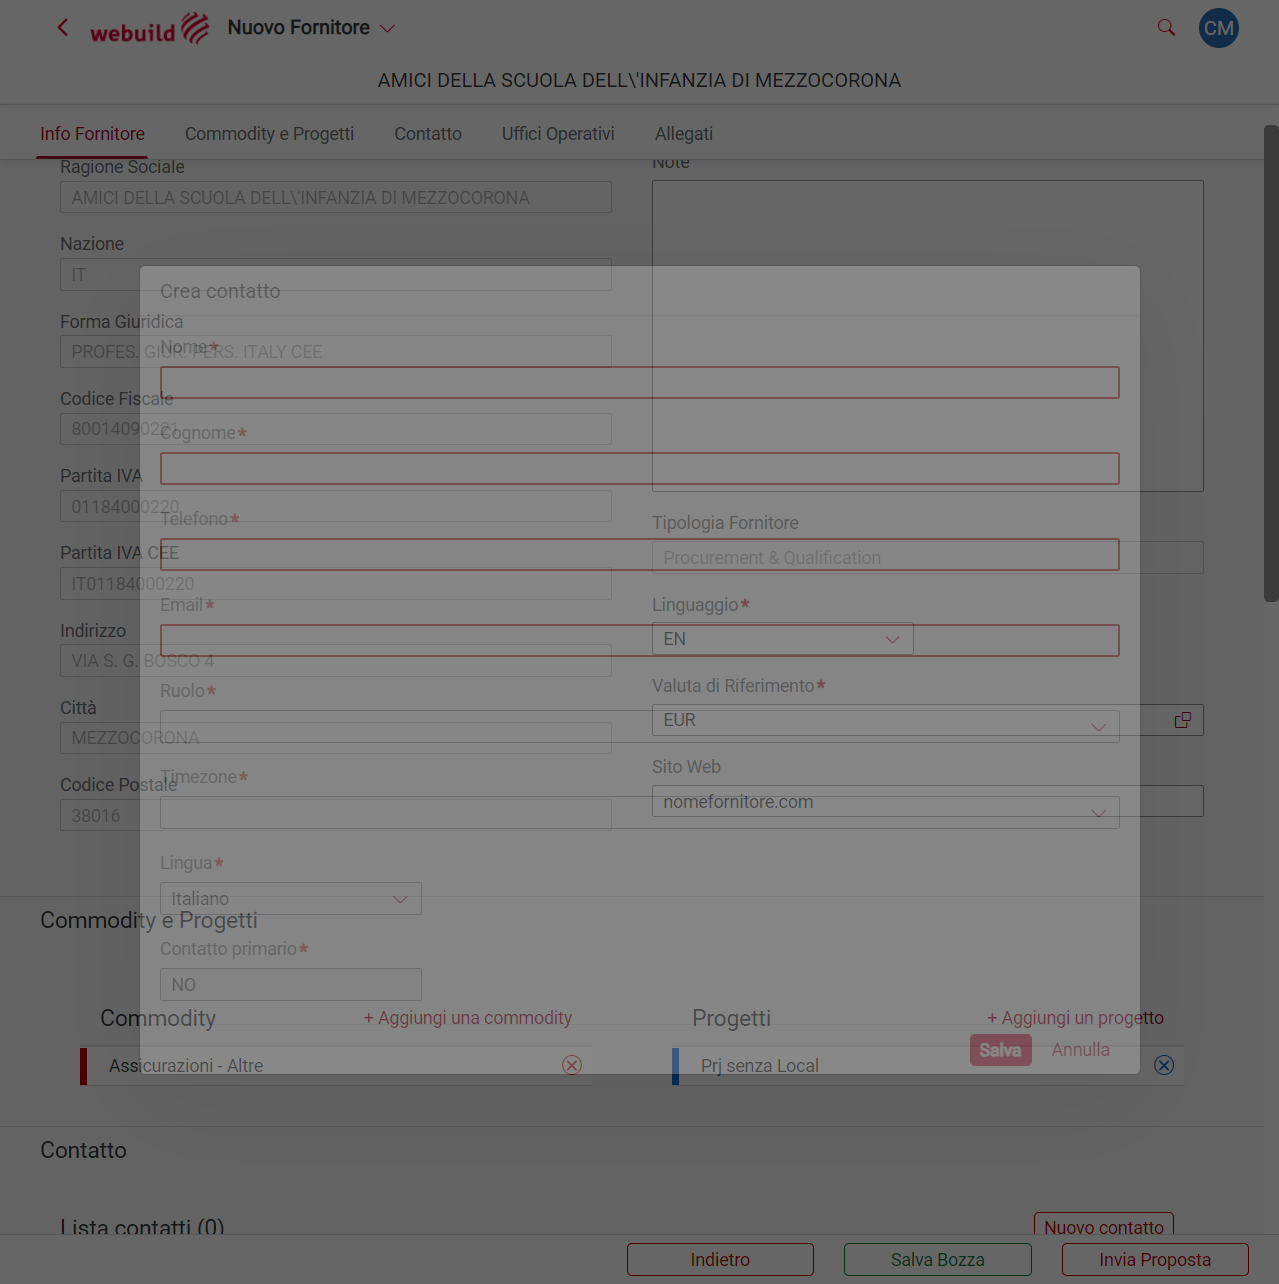 webuild
Nuovo Fornitore
CM
AMICI DELLA SCUOLA DELL\'INFANZIA DI MEZZOCORONA
Info Fornitore
Commodity e Progetti
Contatto
Uffici Operativi
Allegati
Ragione Sociale
AMICI DELLA SCUOLA DELL\'INFANZIA DI MEZZOCORONA
Nazione
IT
Forma Giuridica
PROFES. GIUR. PERS. ITALY CEE
Codice Fiscale
80014090221
Partita IVA
01184000220
Partita IVA CEE
IT01184000220
Indirizzo
VIA S. G. BOSCO 4
Città
MEZZOCORONA
Codice Postale
38016
Note
Tipologia Fornitore
Procurement & Qualification
Linguaggio*
EN
Valuta di Riferimento*
EUR
Sito Web
nomefornitore.com
Crea contatto
Nome*
Cognome*
Telefono*
Email*
Ruolo*
Timezone*
Lingua*
Italiano
Contatto primario*
NO
Salva
Annulla
Commodity e Progetti
Commodity
+ Aggiungi una commodity
Assicurazioni - Altre
Progetti
+ Aggiungi un progetto
Prj senza Local
Contatto
Lista contatti (0)
Nuovo contatto
Indietro
Salva Bozza
Invia Proposta